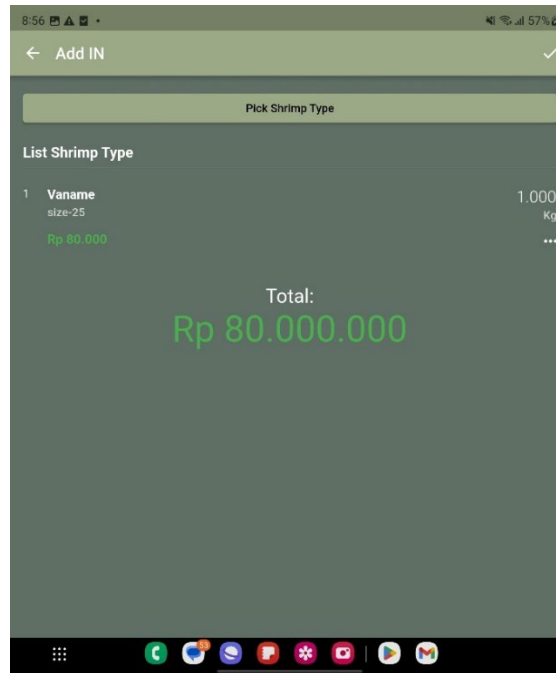 8:56 57%
Add IN
Pick Shrimp Type
List Shrimp Type
1 Vaname 1.000
size-25 Kg
Rp 80.000
Total:
Rp 80.000.000
53